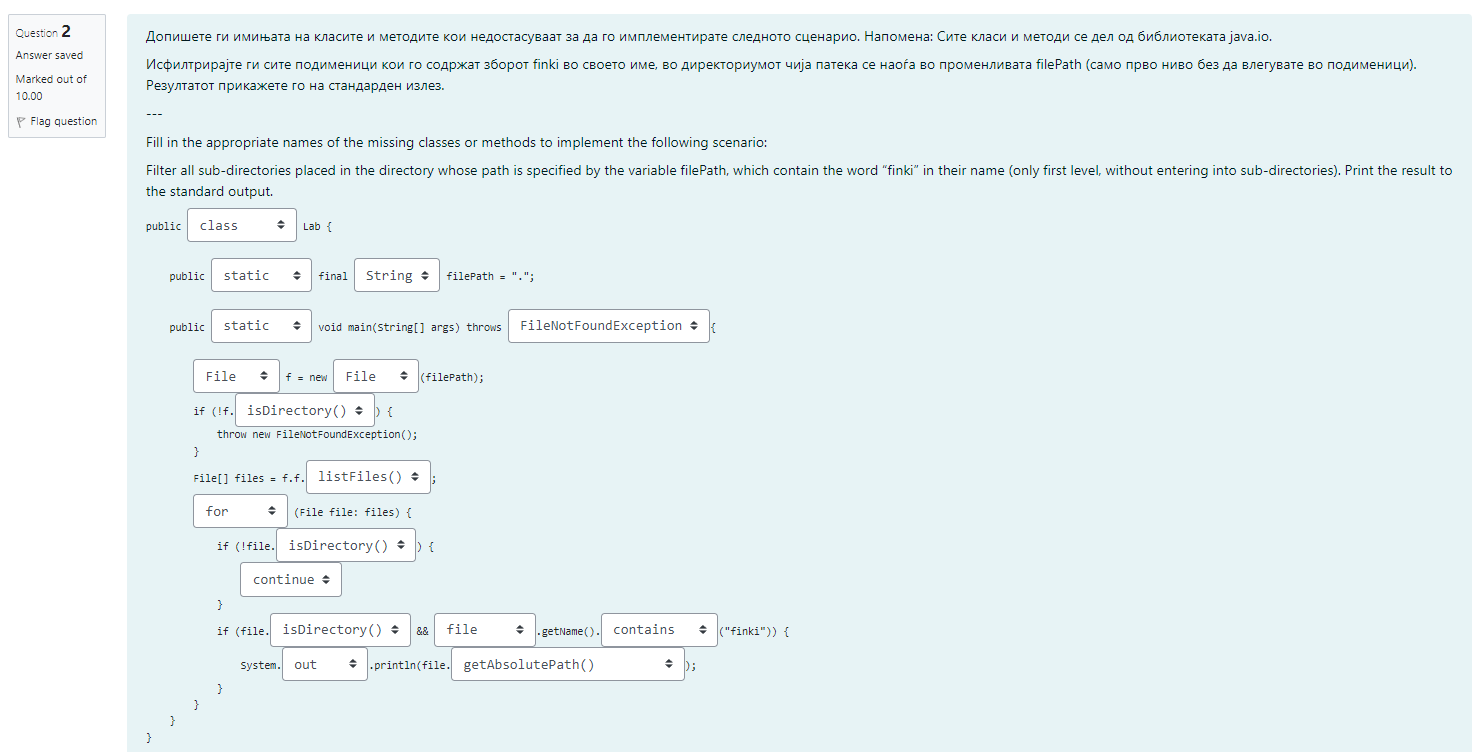 Question 2
Answer saved
Marked out of
10.00
Flag question
Допишете ги имињата на класите и методите кои недостасуваат за да го имплементирате следното сценарио. Напомена: Сите класи и методи се дел од библиотеката java.io.
Исфилтрирајте ги сите подименици кои го содржат зборот finki во своето име, во директориумот чија патека се наоѓа во променливата filePath (само прво ниво без да влегувате во подименици).
Резултатот прикажете го на стандарден излез.
---
Fill in the appropriate names of the missing classes or methods to implement the following scenario:
Filter all sub-directories placed in the directory whose path is specified by the variable filePath, which contain the word “finki” in their name (only first level, without entering into sub-directories). Print the result to
the standard output.
public class Lab {
public static final String filePath = ".";
public static void main(String[] args) throws FileNotFoundException {
File f = new File (filePath);
if (!f. isDirectory() ) {
throw new FileNotFoundException();
}
File[] files = f.f. listFiles() ;
for (File file: files) {
if (!file. isDirectory() ) {
continue
}
if (file. isDirectory() && file .getName(). contains ("finki")) {
System. out .println(file. getAbsolutePath() );
}
}
}
}